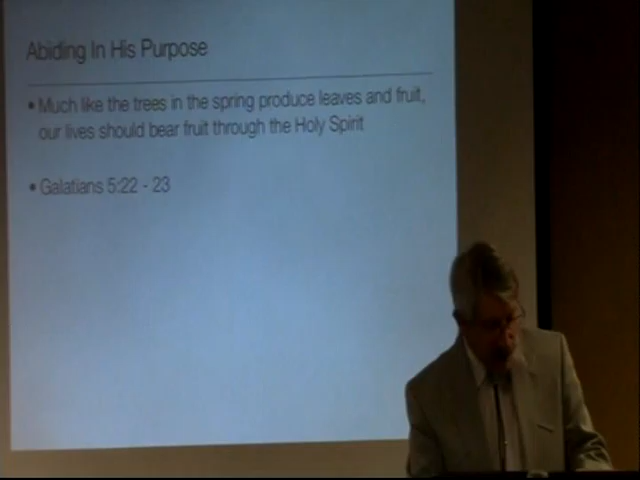 Abiding In His Purpose
• Much like the trees in the spring produce leaves and fruit,
our lives should bear fruit through the Holy Spirit
• Galatians 5:22 - 23